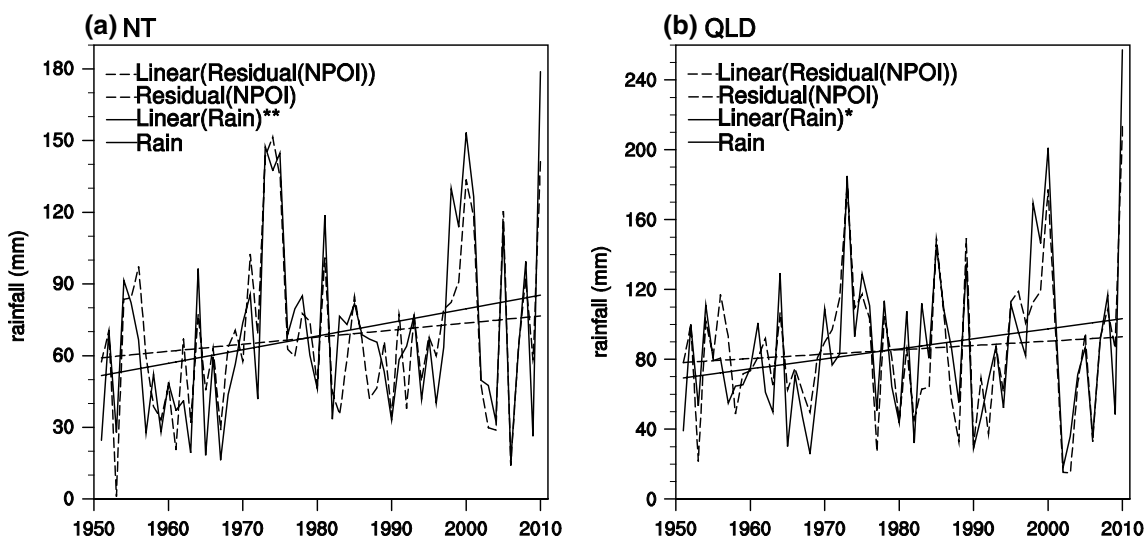 (a) NT
180
150
120
90
60
30
0
rainfall (mm)
Linear(Residual(NPOI))
Residual(NPOI)
Linear(Rain)**
Rain
1950 1960 1970 1980 1990 2000 2010
(b) QLD
240
200
160
120
80
40
0
rainfall (mm)
Linear(Residual(NPOI))
Residual(NPOI)
Linear(Rain)*
Rain
1950 1960 1970 1980 1990 2000 2010